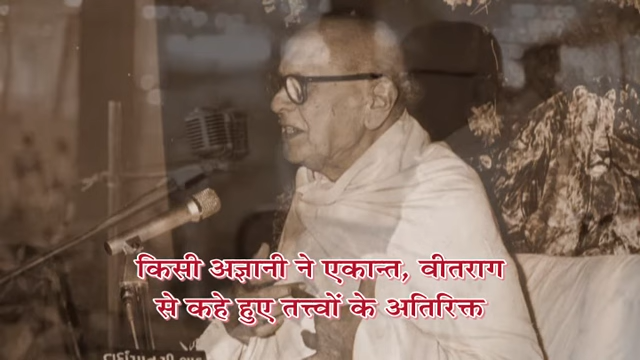 किसी अज्ञानी ने एकान्त, वीतराग
से कहे हुए तत्त्वों के अतिरिक्त